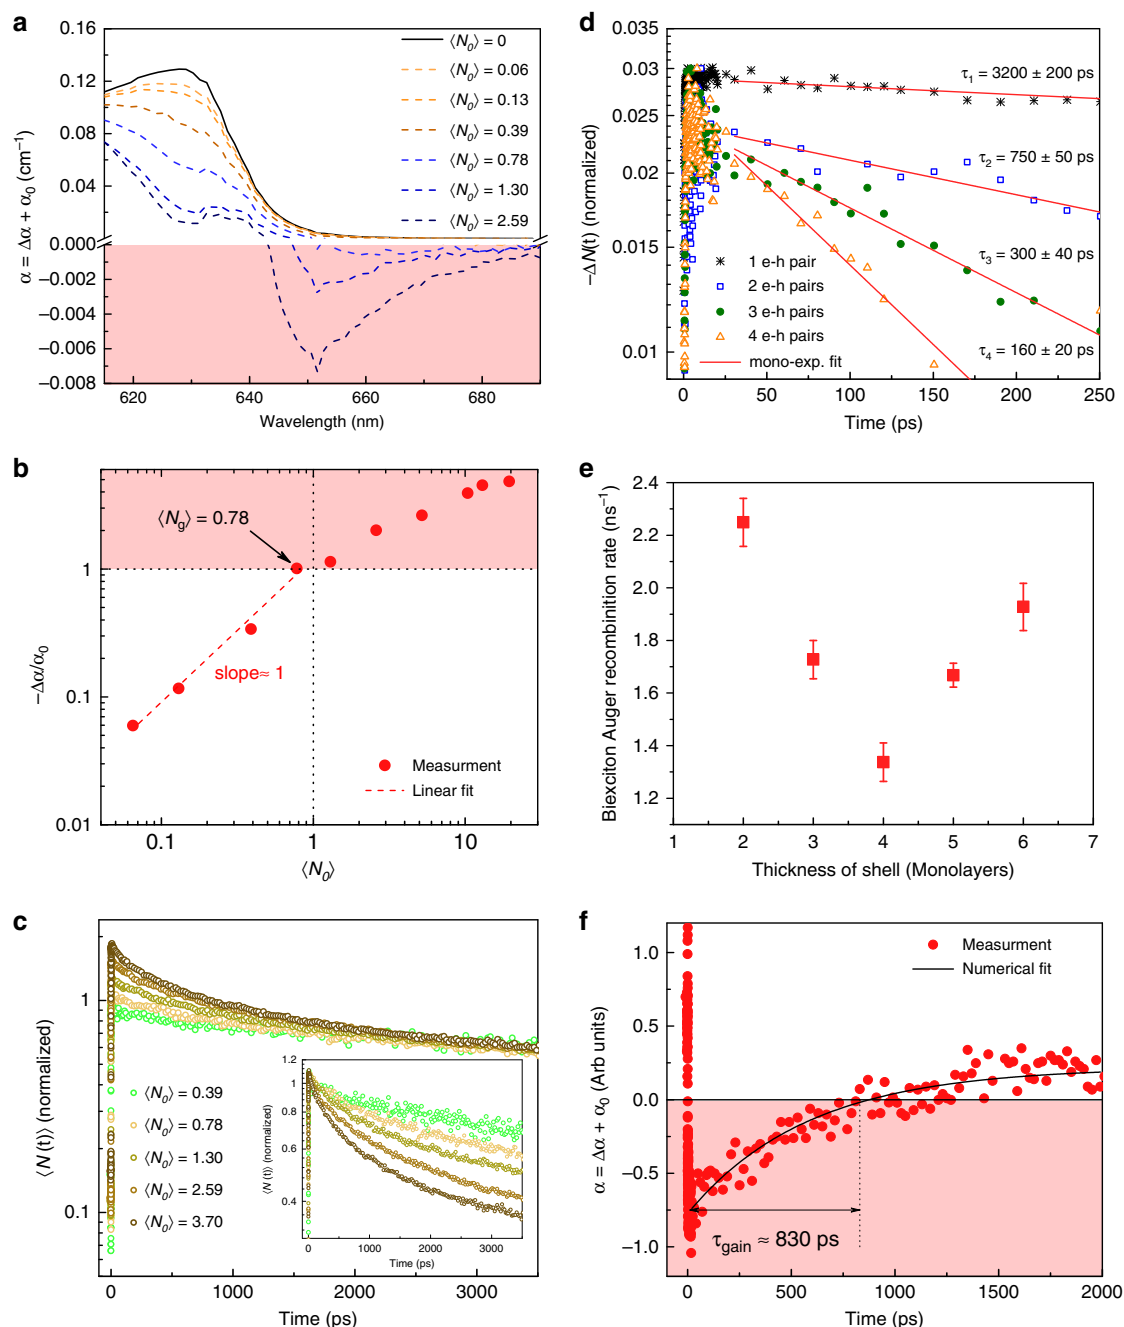 a
0.16
0.12
0.08
0.04
0.000
−0.002
−0.004
−0.006
−0.008
α = Δα + α₀ (cm⁻¹)
620 640 660 680
Wavelength (nm)
⟨N₀⟩ = 0
⟨N₀⟩ = 0.06
⟨N₀⟩ = 0.13
⟨N₀⟩ = 0.39
⟨N₀⟩ = 0.78
⟨N₀⟩ = 1.30
⟨N₀⟩ = 2.59
d
0.030
0.025
0.02
0.015
0.01
−ΔN(t) (normalized)
0 50 100 150 200 250
Time (ps)
τ₁ = 3200 ± 200 ps
τ₂ = 750 ± 50 ps
τ₃ = 300 ± 40 ps
τ₄ = 160 ± 20 ps
1 e-h pair
2 e-h pairs
3 e-h pairs
4 e-h pairs
mono-exp. fit
b
1
0.1
0.01
−Δα/α₀
0.1 1 10
⟨N₀⟩
⟨Ng⟩ = 0.78
slope≈ 1
Measurment
Linear fit
e
2.4
2.2
2.0
1.8
1.6
1.4
1.2
Biexciton Auger recombinition rate (ns⁻¹)
1 2 3 4 5 6 7
Thickness of shell (Monolayers)
c
1
0.1
⟨N (t)⟩ (normalized)
0 1000 2000 3000
Time (ps)
⟨N₀⟩ = 0.39
⟨N₀⟩ = 0.78
⟨N₀⟩ = 1.30
⟨N₀⟩ = 2.59
⟨N₀⟩ = 3.70
1.2
1.0
0.8
0.6
0.4
⟨N (t)⟩ (normalized)
0 1000 2000 3000
Time (ps)
f
1.0
0.5
0.0
−0.5
−1.0
α = Δα + α₀ (Arb units)
0 500 1000 1500 2000
Time (ps)
Measurment
Numerical fit
τgain ≈ 830 ps